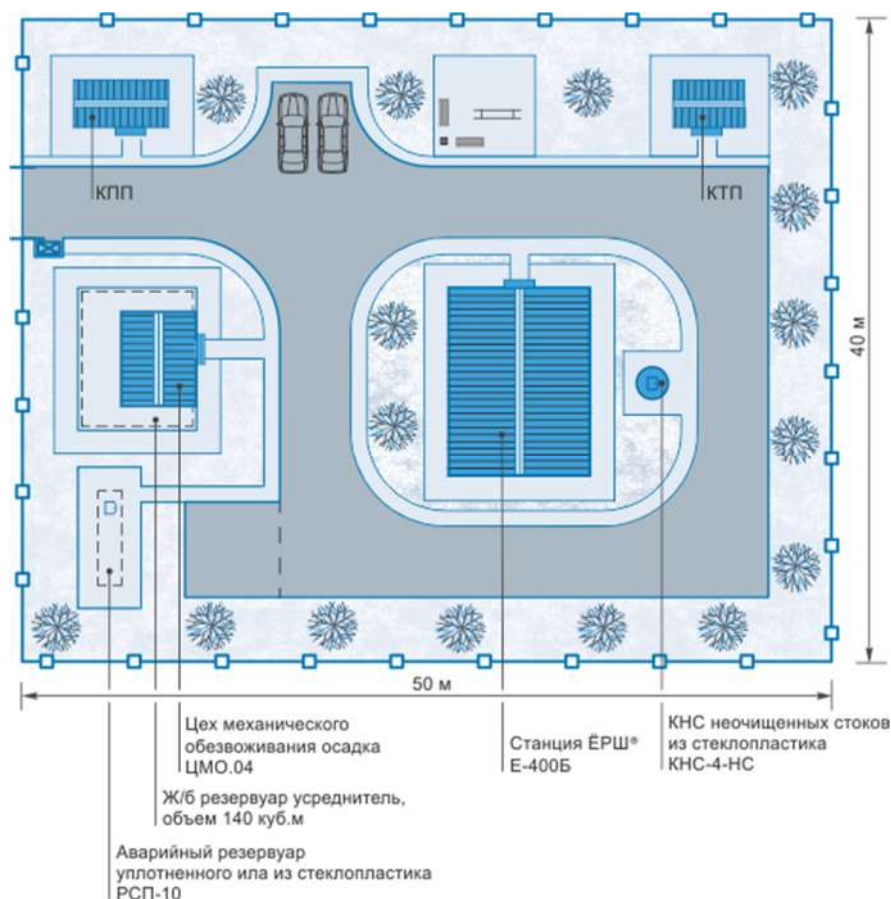 КПП
КТП
40 м
50 м
Цех механического
обезвоживания осадка
ЦМО.04
Ж/б резервуар усреднитель,
объем 140 куб.м
Аварийный резервуар
уплотненного ила из стеклопластика
РСП-10
Станция ЁРШ®
Е-400Б
КНС неочищенных стоков
из стеклопластика
КНС-4-НС